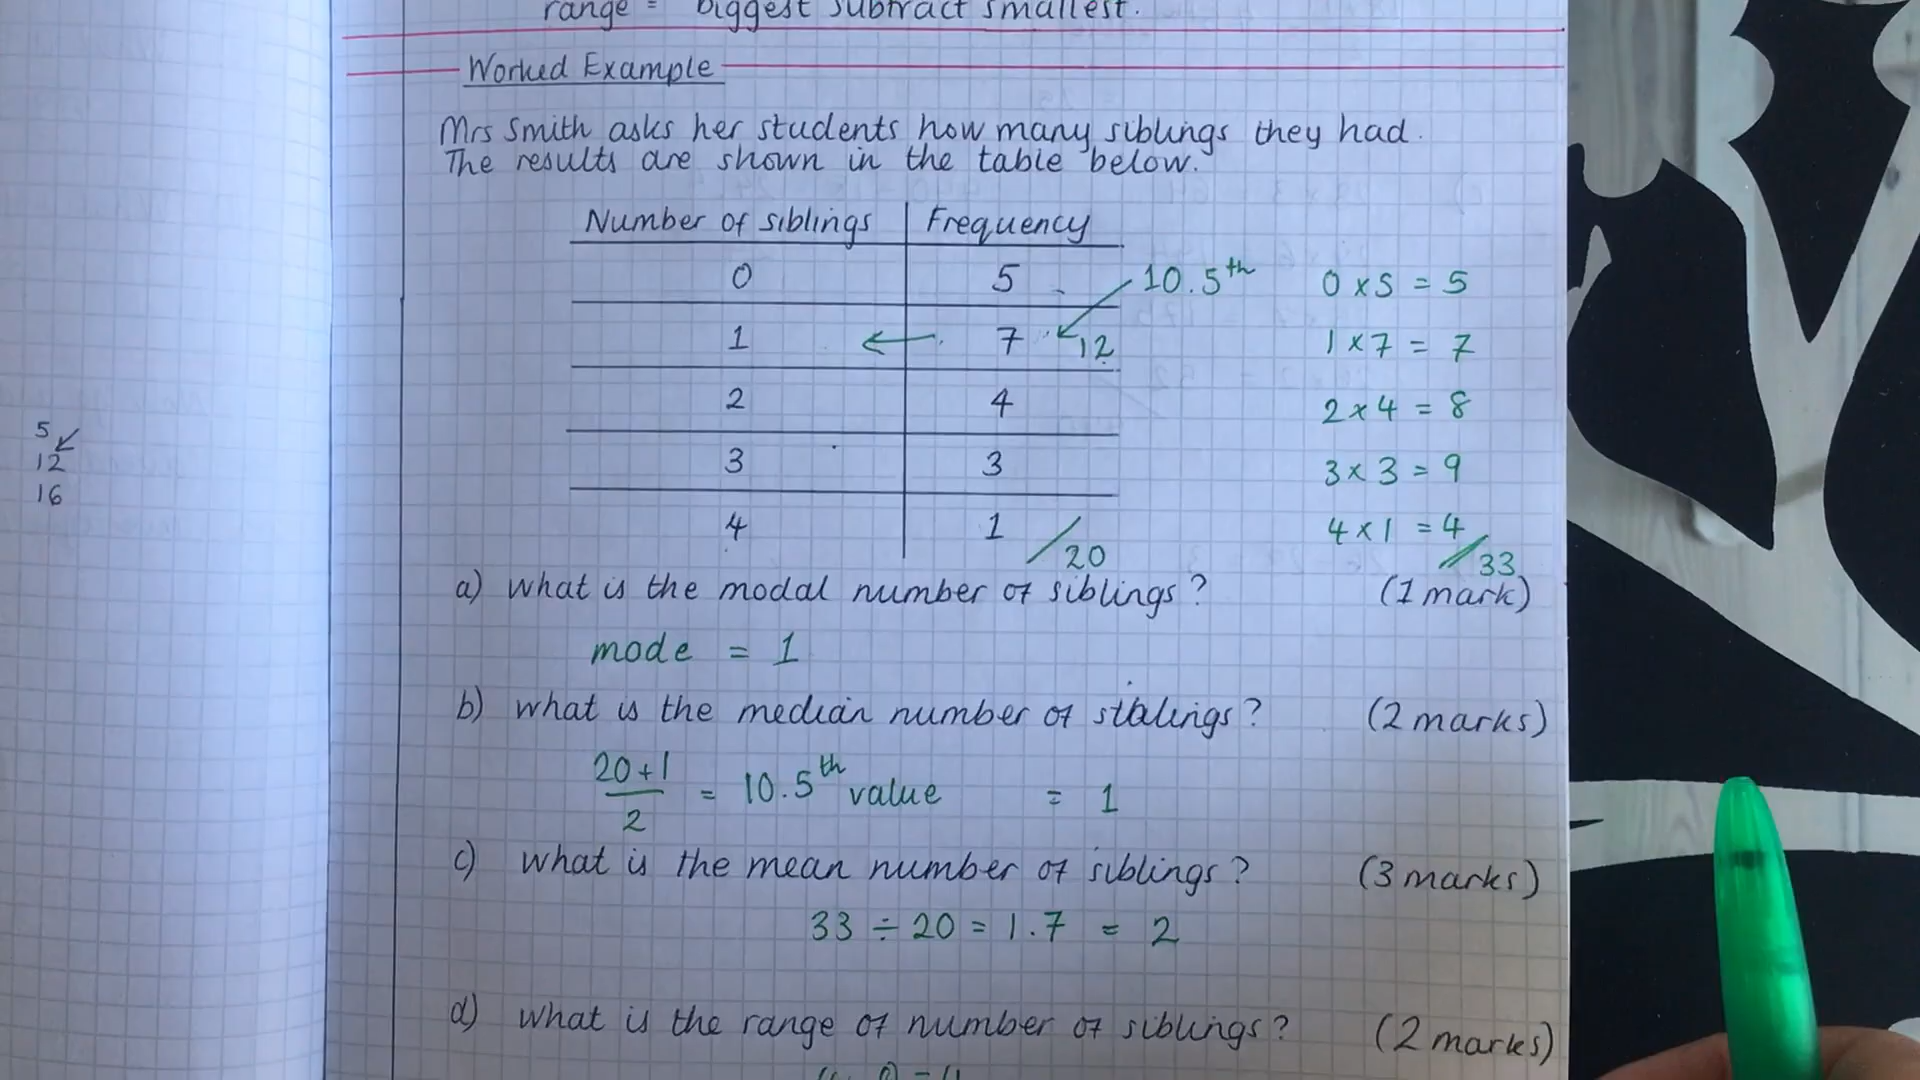 range = biggest subtract smallest.
Worked Example
Mrs Smith asks her students how many siblings they had.
The results are shown in the table below.
Number of siblings Frequency
0 5 10.5th 0 x 5 = 5
1 7 12 1 x 7 = 7
2 4 2 x 4 = 8
3 3 3 x 3 = 9
4 1 4 x 1 = 4
20 33
5
12
16
a) what is the modal number of siblings? (1 mark)
mode = 1
b) what is the median number of siblings? (2 marks)
20+1
2
= 10.5th value = 1
c) what is the mean number of siblings? (3 marks)
33 ÷ 20 = 1.7 = 2
d) what is the range of number of siblings? (2 marks)